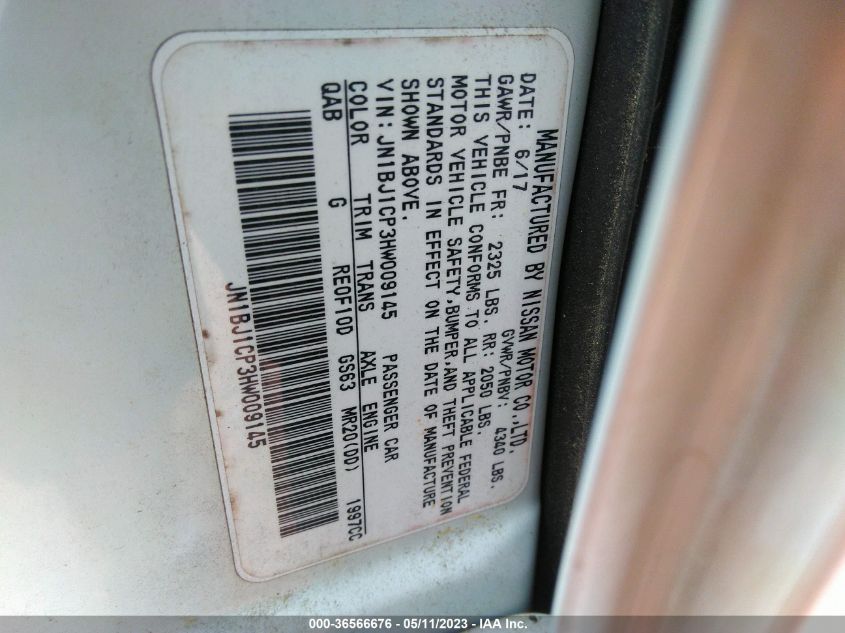 MANUFACTURED BY NISSAN MOTOR CO.,LTD.
DATE: 6/17 GVWR/PNBV: 4340 LBS.
GAWR/PNBE FR: 2325 LBS. RR: 2050 LBS.
THIS VEHICLE CONFORMS TO ALL APPLICABLE FEDERAL
MOTOR VEHICLE SAFETY,BUMPER,AND THEFT PREVENTION
STANDARDS IN EFFECT ON THE DATE OF MANUFACTURE
SHOWN ABOVE.
VIN:JN1BJ1CP3HW009145 PASSENGER CAR
COLOR TRIM TRANS AXLE ENGINE
QAB G RE0F10D GS63 MR20(DD) 1997CC
JN1BJ1CP3HW009145
000-36566676 - 05/11/2023 - IAA Inc.